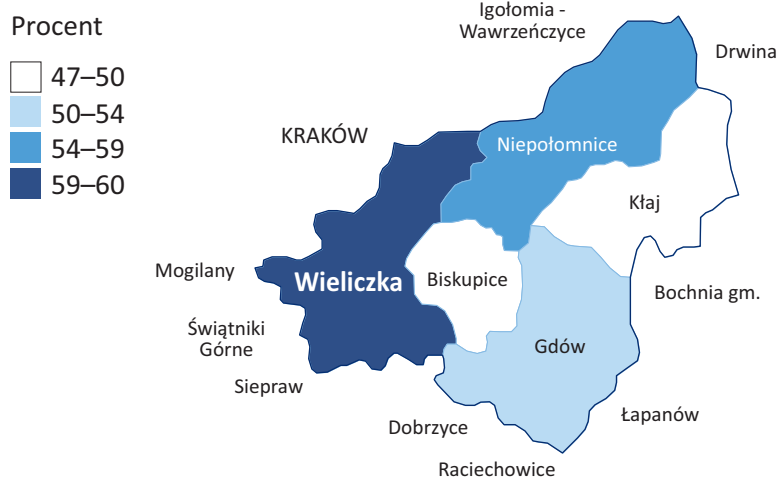 Procent
47–50
50–54
54–59
59–60
Igołomia -
Wawrzeńczyce
Drwina
KRAKÓW
Niepołomnice
Kłaj
Mogilany
Wieliczka
Biskupice
Bochnia gm.
Świątniki
Górne
Gdów
Siepraw
Łapanów
Dobrzyce
Raciechowice